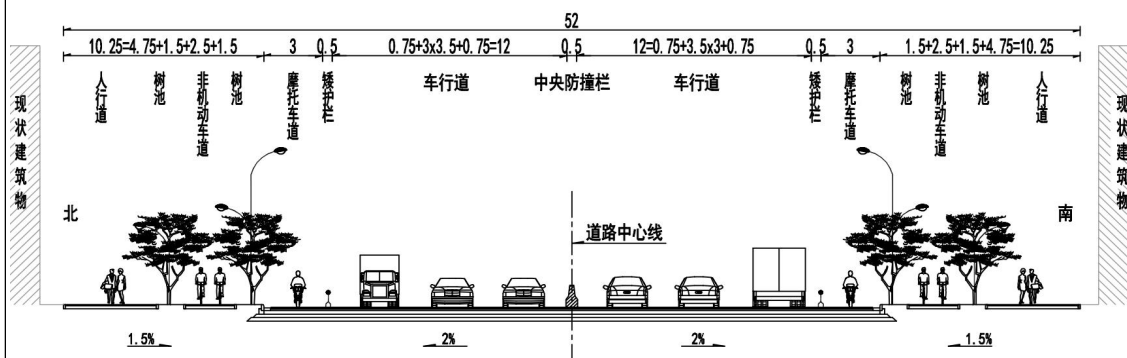 52
10.25=4.75+1.5+2.5+1.5
3
0.5
0.75+3x3.5+0.75=12
0.5
12=0.75+3.5x3+0.75
0.5
3
1.5+2.5+1.5+4.75=10.25
人行道
树池
非机动车道
树池
摩托车道
矮护栏
车行道
中央防撞栏
车行道
矮护栏
摩托车道
树池
非机动车道
树池
人行道
现状建筑物
现状建筑物
北
南
道路中心线
1.5%
2%
2%
1.5%